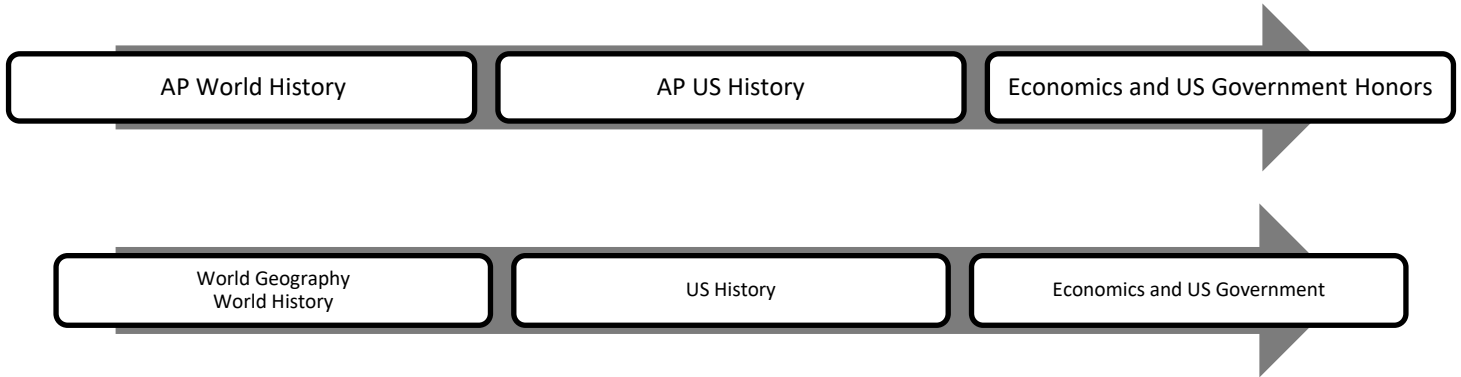 AP World History
AP US History
Economics and US Government Honors
World Geography
World History
US History
Economics and US Government